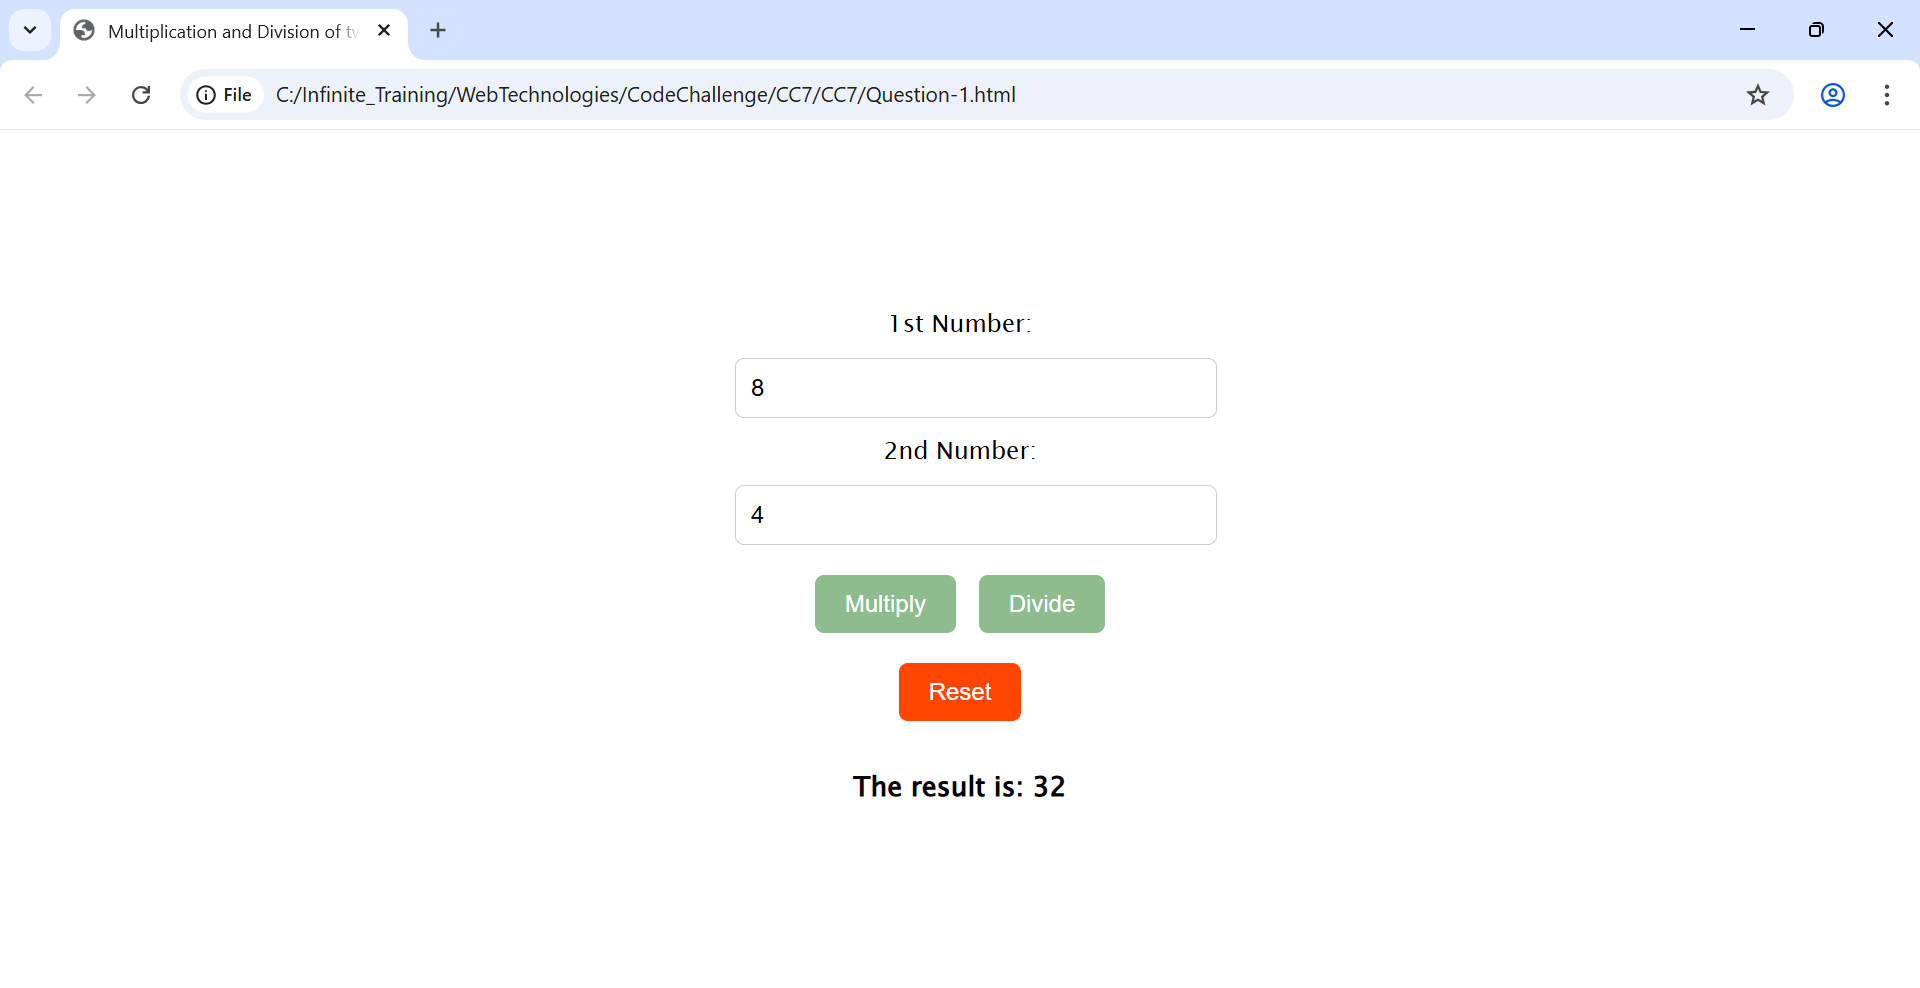 Multiplication and Division of tw
File C:/Infinite_Training/WebTechnologies/CodeChallenge/CC7/CC7/Question-1.html
1st Number:
8
2nd Number:
4
Multiply Divide
Reset
The result is: 32